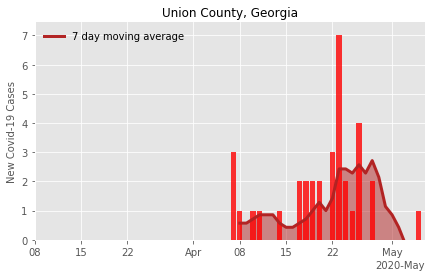 Union County, Georgia
7 day moving average
New Covid-19 Cases
7
6
5
4
3
2
1
0
08 15 22 Apr 08 15 22 May
2020-May